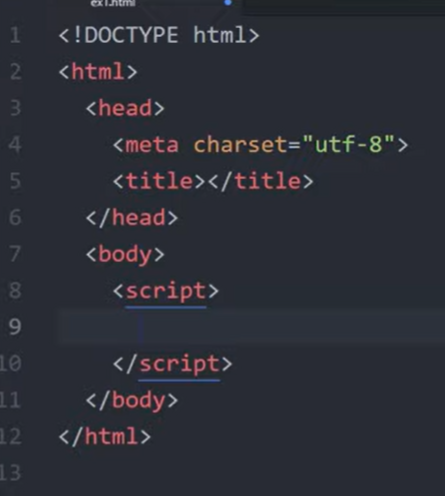 ex1.html
1 <!DOCTYPE html>
2 <html>
3   <head>
4     <meta charset="utf-8">
5     <title></title>
6   </head>
7   <body>
8     <script>
9
10     </script>
11   </body>
12 </html>
13